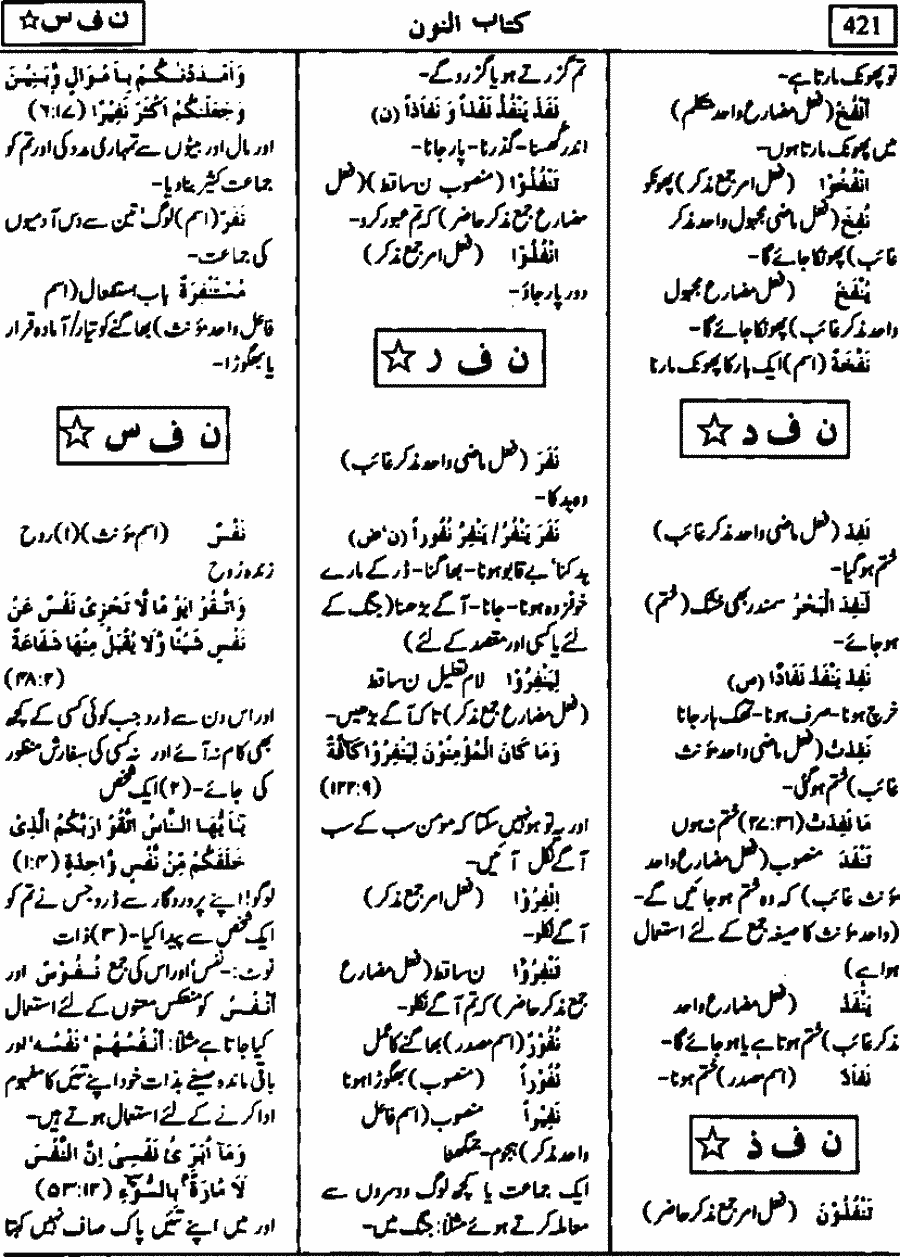 421
کتاب النون
ن ف س ☆
تو پھونک مارتا ہے-
أَنْفُخُ (فعل مضارع واحد متکلم)
میں پھونک مارتا ہوں-
انْفُخُوْا (فعل امر جمع مذکر) پھونکو
نُفِخَ (فعل ماضی مجہول واحد مذکر
غائب) پھونکا جائے گا-
يُنْفَخُ (فعل مضارع مجہول
واحد مذکر غائب) پھونکا جائے گا-
نَفْخَةٌ (اسم) ایک بار کا پھونک مارنا
ن ف د ☆
نَفِدَ (فعل ماضی واحد مذکر غائب)
ختم ہو گیا-
لَنَفِدَ الْبَحْرُ سمندر بھی خشک (ختم)
ہو جائے-
نَفِدَ يَنْفَدُ نَفَادًا (ص)
خرچ ہونا-صرف ہونا-تھک ہار جانا
نَفِدَتْ (فعل ماضی واحد مؤنث
غائب) ختم ہو گئی-
مَا نَفِدَتْ (۲۷:۳۱) ختم نہ ہوں
تَنْفَدَ منصوب (فعل مضارع واحد
مؤنث غائب) کہ وہ ختم ہو جائیں گے-
(واحد مؤنث کا صیغہ جمع کے لئے استعمال
ہوا ہے)
يَنْفَدُ (فعل مضارع واحد
مذکر غائب) ختم ہوتا ہے یا ہو جائے گا-
نَفَادٌ (اسم مصدر) ختم ہونا-
ن ف ذ ☆
تَنْفُذُوْنَ (فعل امر جمع مذکر حاضر)
تم گزرتے ہو یا گزرو گے-
نَفَذَ يَنْفُذُ نَفْذاً وَ نَفَاذاً (ن)
اندر گھسنا-گذرنا-پار جانا-
تَنْفُذُوْا (منصوب ن ساقط) (فعل
مضارع جمع مذکر حاضر) کہ تم عبور کرو-
انْفُذُوْا (فعل امر جمع مذکر)
دور پار جاؤ-
ن ف ر ☆
نَفَرَ (فعل ماضی واحد مذکر غائب)
وہ بدکا-
نَفَرَ يَنْفُرُ/ يَنْفِرُ نُفُوراً (ن'ض)
بدکنا' بے قابو ہونا-بھاگنا-ڈر کے مارے
خوفزدہ ہونا-جانا-آگے بڑھنا (جنگ کے
لئے یا کسی اور مقصد کے لئے)
لِيَنْفِرُوْا لام تعلیل ن ساقط
(فعل مضارع جمع مذکر) تاکہ آگے بڑھیں-
وَمَا كَانَ الْمُؤْمِنُوْنَ لِيَنْفِرُوْا كَآفَّةً
(۱۲۲:۹)
اور یہ تو ہو نہیں سکتا کہ مومن سب کے سب
آگے نکل آئیں-
انْفِرُوْا (فعل امر جمع مذکر)
آگے نکلو-
تَنْفِرُوْا ن ساقط (فعل مضارع
جمع مذکر حاضر) کہ تم آگے نکلو-
نُفُوْرٌ (اسم مصدر) بھاگنے کا عمل
نُفُوْراً (منصوب) بھگوڑا ہونا
نَفِيْراً منصوب (اسم فاعل
واحد مذکر) ہجوم-جمگھٹا
ایک جماعت یا کچھ لوگ دوسروں سے
معاملہ کرتے ہوئے مثلاً: جنگ میں-
وَاَمْدَدْنٰكُمْ بِاَمْوَالٍ وَّبَنِيْنَ
وَجَعَلْنٰكُمْ اَكْثَرَ نَفِيْرًا (۶:۱۷)
اور مال اور بیٹوں سے تمہاری مدد کی اور تم کو
جماعت کثیر بنا دیا-
نَفَرٌ (اسم) لوگ' تین سے دس آدمیوں
کی جماعت-
مُسْتَنْفِرَةٌ باب استفعال (اسم
فاعل واحد مؤنث) بھاگنے کو تیار/آمادہ فرار
یا بھگوڑا-
ن ف س ☆
نَفْسٌ (اسم مؤنث) (۱) روح
زندہ روح
وَاتَّقُوْا يَوْمًا لَّا تَجْزِیْ نَفْسٌ عَنْ
نَفْسٍ شَيْئًا وَّلَا يُقْبَلُ مِنْهَا شَفَاعَةٌ
(۴۸:۲)
اور اس دن سے ڈرو جب کوئی کسی کے کچھ
بھی کام نہ آئے اور نہ کسی کی سفارش منظور
کی جائے-(۲) ایک شخص
يٰٓاَيُّهَا النَّاسُ اتَّقُوْا رَبَّكُمُ الَّذِیْ
خَلَقَكُمْ مِّنْ نَّفْسٍ وَّاحِدَةٍ (۱:۴)
لوگو! اپنے پروردگار سے ڈرو جس نے تم کو
ایک شخص سے پیدا کیا-(۳) ذات
نوٹ:-نفس' اور اس کی جمع نُفُوْسٌ اور
اَنْفُسٌ کو منعکس معنوں کے لئے استعمال
کیا جاتا ہے مثلاً: اَنْفُسُهُمْ' نَفْسُهٗ' اور
باقی ماندہ صیغے بذات خود اپنے تئیں کا مفہوم
ادا کرنے کے لئے استعمال ہوتے ہیں-
وَمَآ اُبَرِّیُٔ نَفْسِیْ اِنَّ النَّفْسَ
لَاَ مَّارَةٌۢ بِالسُّوْٓءِ (۵۳:۱۲)
اور میں اپنے تئیں پاک صاف نہیں کہتا